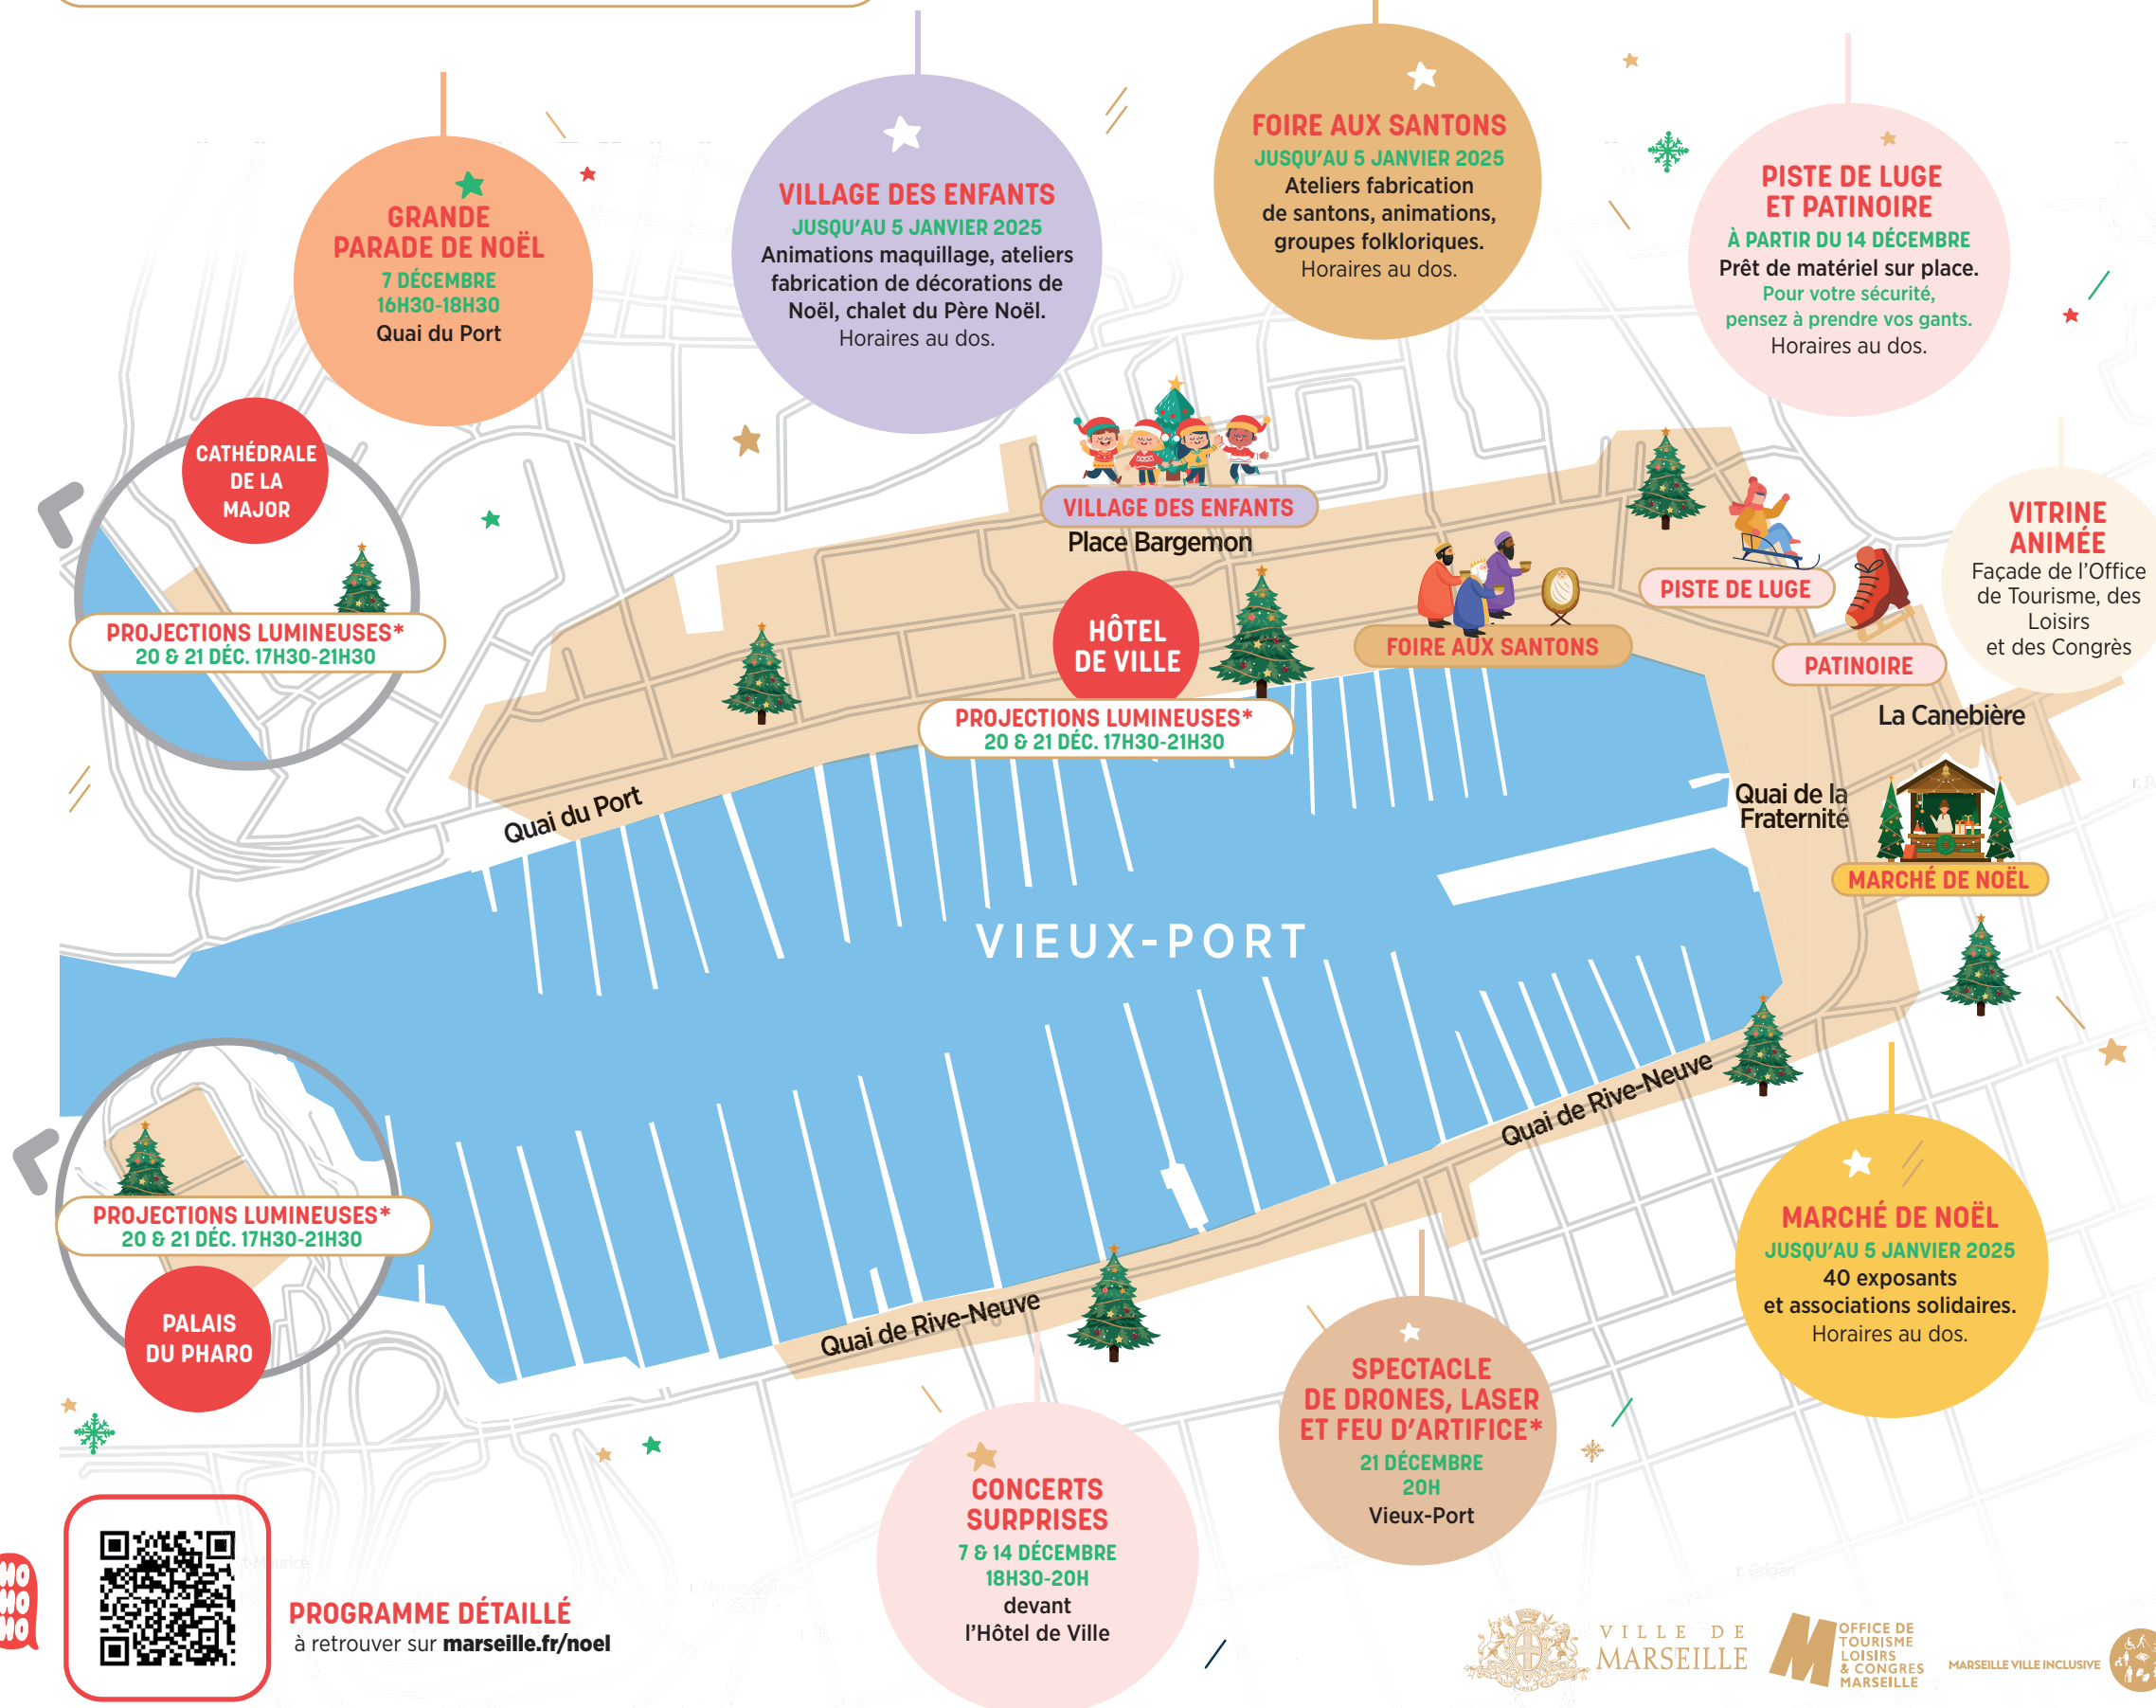 GRANDE
PARADE DE NOËL
7 DÉCEMBRE
16H30-18H30
Quai du Port
VILLAGE DES ENFANTS
JUSQU'AU 5 JANVIER 2025
Animations maquillage, ateliers
fabrication de décorations de
Noël, chalet du Père Noël.
Horaires au dos.
FOIRE AUX SANTONS
JUSQU'AU 5 JANVIER 2025
Ateliers fabrication
de santons, animations,
groupes folkloriques.
Horaires au dos.
PISTE DE LUGE
ET PATINOIRE
À PARTIR DU 14 DÉCEMBRE
Prêt de matériel sur place.
Pour votre sécurité,
pensez à prendre vos gants.
Horaires au dos.
CATHÉDRALE
DE LA
MAJOR
PROJECTIONS LUMINEUSES*
20 & 21 DÉC. 17H30-21H30
VILLAGE DES ENFANTS
Place Bargemon
HÔTEL
DE VILLE
PROJECTIONS LUMINEUSES*
20 & 21 DÉC. 17H30-21H30
FOIRE AUX SANTONS
PISTE DE LUGE
PATINOIRE
VITRINE
ANIMÉE
Façade de l'Office
de Tourisme, des
Loisirs
et des Congrès
La Canebière
Quai du Port
Quai de la
Fraternité
MARCHÉ DE NOËL
VIEUX-PORT
Quai de Rive-Neuve
Quai de Rive-Neuve
PROJECTIONS LUMINEUSES*
20 & 21 DÉC. 17H30-21H30
PALAIS
DU PHARO
MARCHÉ DE NOËL
JUSQU'AU 5 JANVIER 2025
40 exposants
et associations solidaires.
Horaires au dos.
SPECTACLE
DE DRONES, LASER
ET FEU D'ARTIFICE*
21 DÉCEMBRE
20H
Vieux-Port
CONCERTS
SURPRISES
7 & 14 DÉCEMBRE
18H30-20H
devant
l'Hôtel de Ville
HO
HO
HO
PROGRAMME DÉTAILLÉ
à retrouver sur marseille.fr/noel
r. Grignan
VILLE DE
MARSEILLE
OFFICE DE
TOURISME
LOISIRS
& CONGRES
MARSEILLE
MARSEILLE VILLE INCLUSIVE